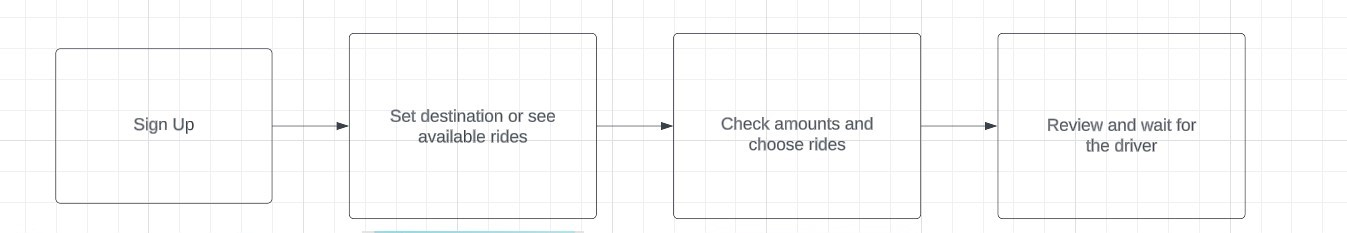 Sign Up
Set destination or see
available rides
Check amounts and
choose rides
Review and wait for
the driver